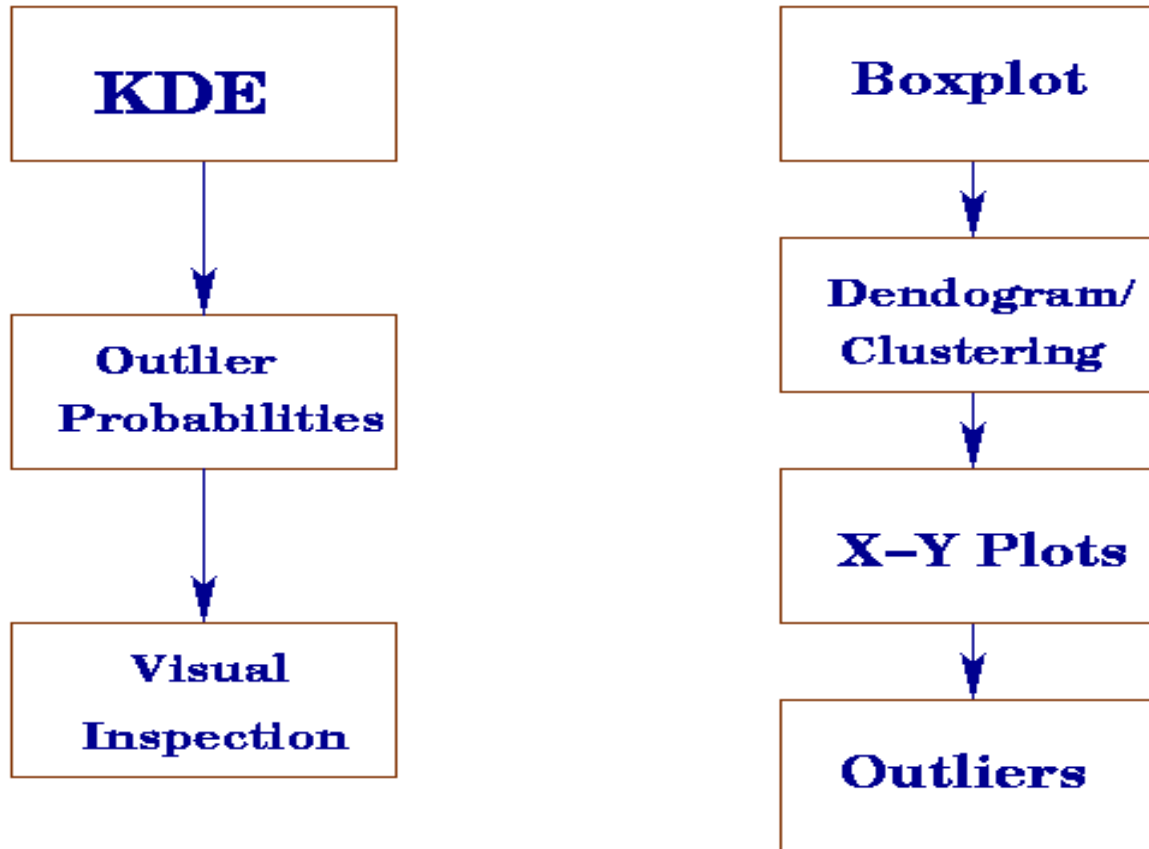 KDE
Outlier
Probabilities
Visual
Inspection
Boxplot
Dendogram/
Clustering
X–Y Plots
Outliers